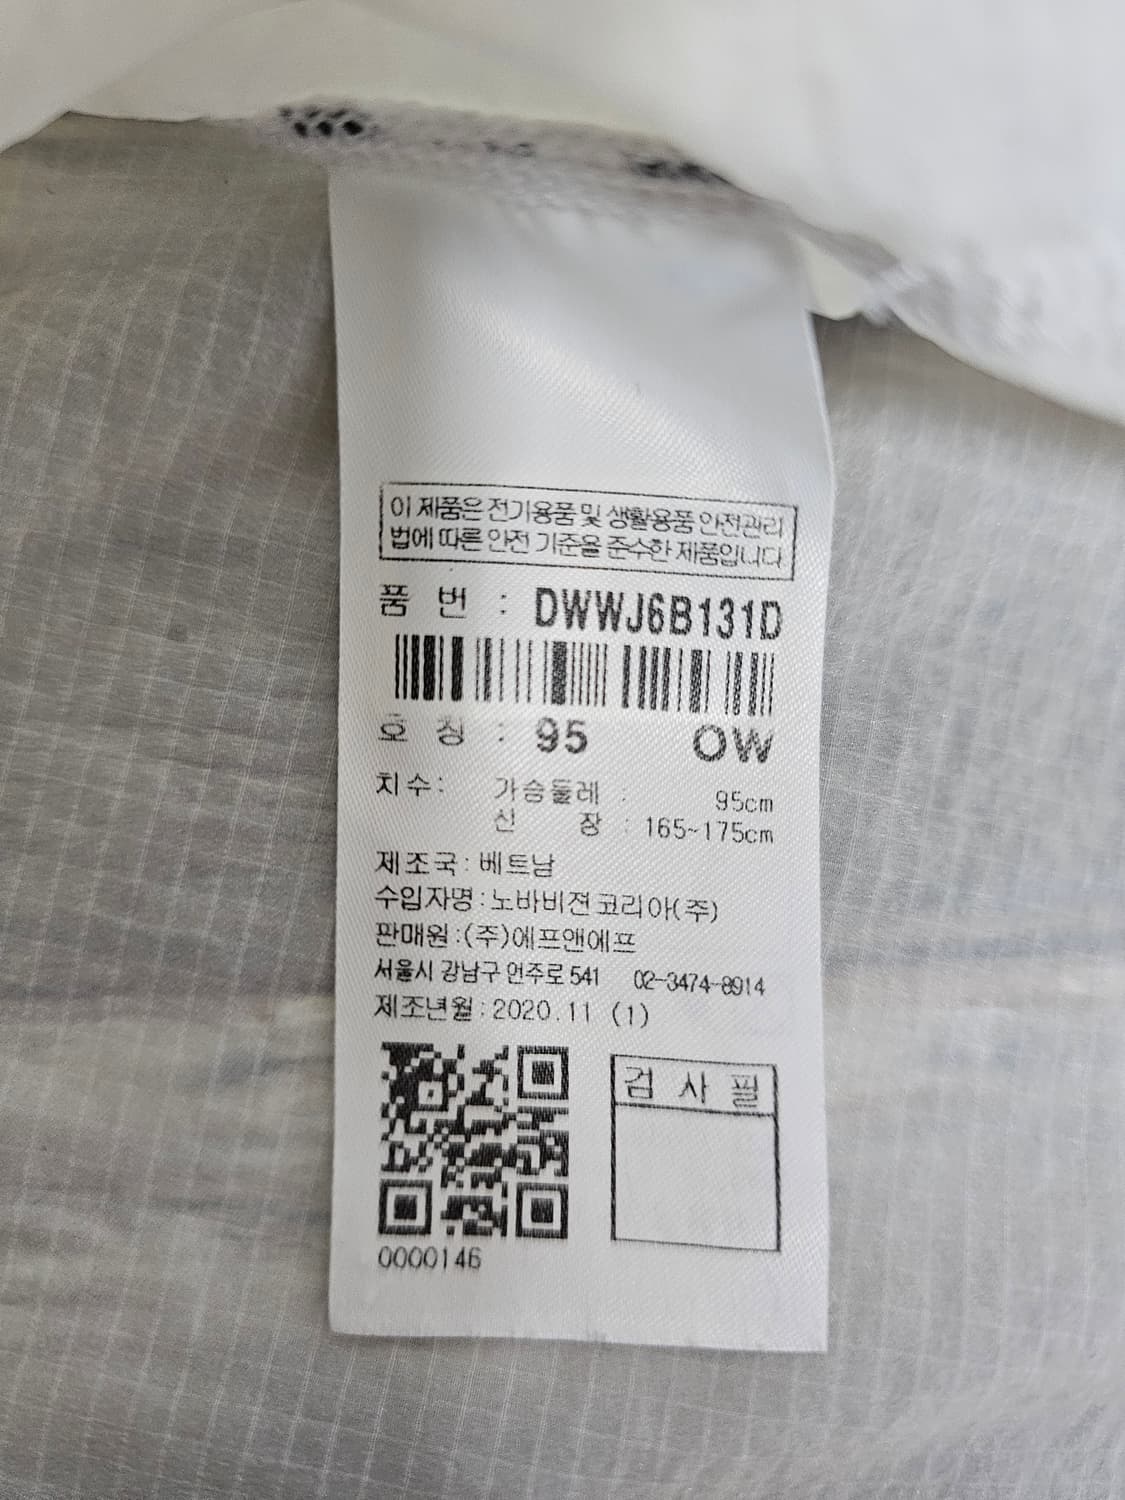 이 제품은 전기용품 및 생활용품 안전관리
법에 따른 안전 기준을 준수한 제품입니다
품 번 : DWWJ6B131D
호 칭 : 95 OW
치수: 가슴둘레 : 95cm
신 장 : 165~175cm
제조국: 베트남
수입자명:노바비젼코리아(주)
판매원:(주)에프앤에프
서울시 강남구 언주로 541 02-3474-8914
제조년월:2020.11 (1)
검 사 필
0000146